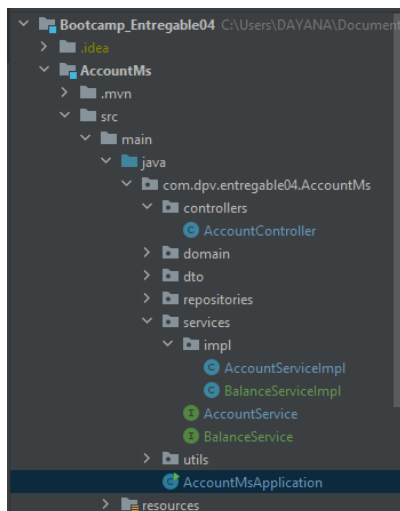 Bootcamp_Entregable04 C:\Users\DAYANA\Document
.idea
AccountMs
.mvn
src
main
java
com.dpv.entregable04.AccountMs
controllers
C AccountController
domain
dto
repositories
services
impl
C AccountServiceImpl
C BalanceServiceImpl
I AccountService
I BalanceService
utils
AccountMsApplication
resources